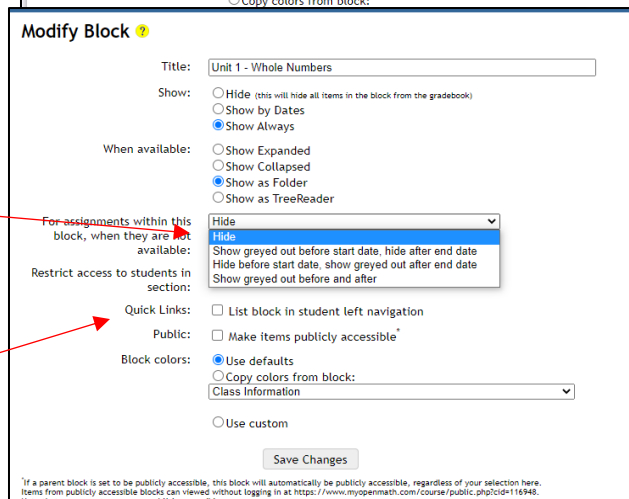 Copy colors from block:
Modify Block ?
Title: Unit 1 - Whole Numbers
Show: Hide (this will hide all items in the block from the gradebook)
Show by Dates
Show Always
When available: Show Expanded
Show Collapsed
Show as Folder
Show as TreeReader
For assignments within this block, when they are not available: Hide
Hide
Show greyed out before start date, hide after end date
Hide before start date, show greyed out after end date
Show greyed out before and after
Restrict access to students in section:
Quick Links: List block in student left navigation
Public: Make items publicly accessible*
Block colors: Use defaults
Copy colors from block:
Class Information
Use custom
Save Changes
*If a parent block is set to be publicly accessible, this block will automatically be publicly accessible, regardless of your selection here.
Items from publicly accessible blocks can viewed without logging in at https://www.myopenmath.com/course/public.php?cid=116948.